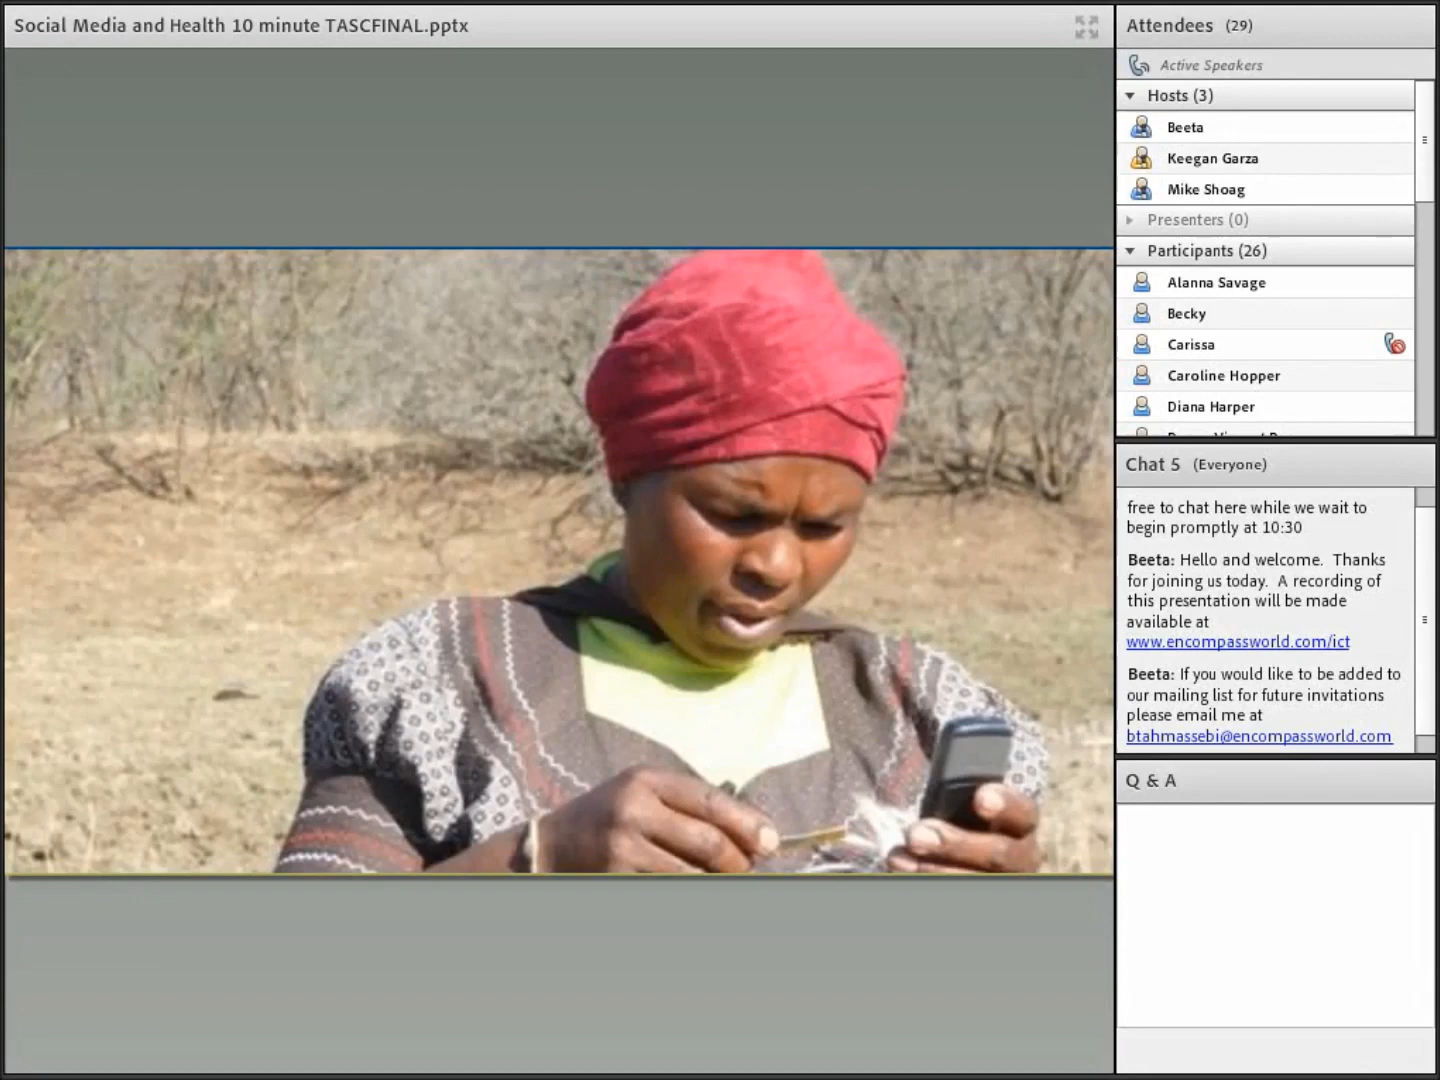 Social Media and Health 10 minute TASCFINAL.pptx
Attendees (29)
Active Speakers
Hosts (3)
Beeta
Keegan Garza
Mike Shoag
Presenters (0)
Participants (26)
Alanna Savage
Becky
Carissa
Caroline Hopper
Diana Harper
Chat 5 (Everyone)
free to chat here while we wait to
begin promptly at 10:30
Beeta: Hello and welcome. Thanks
for joining us today. A recording of
this presentation will be made
available at
www.encompassworld.com/ict
Beeta: If you would like to be added to
our mailing list for future invitations
please email me at
btahmassebi@encompassworld.com
Q & A